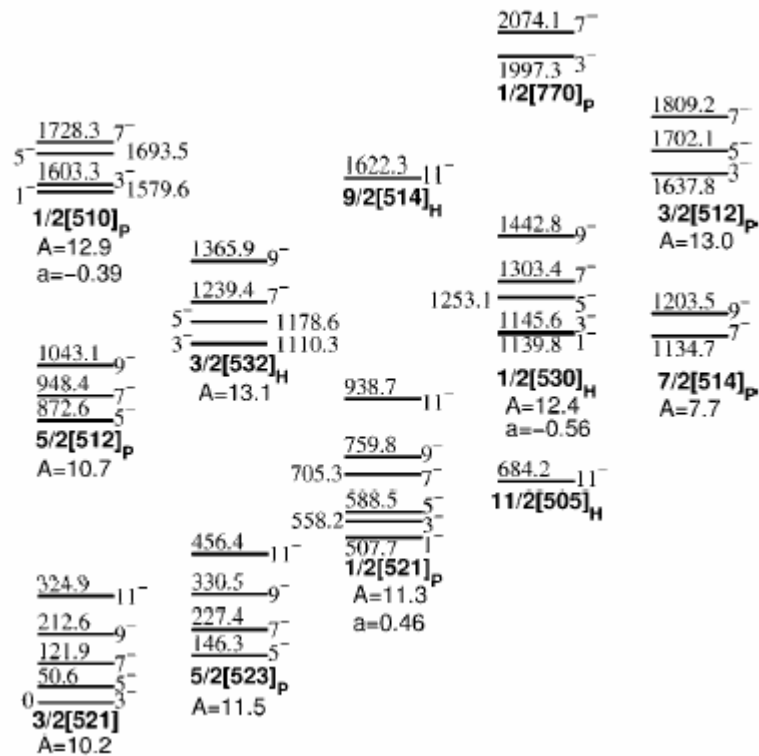 1728.3 7⁻
5⁻ 1693.5
1603.3 3⁻
1⁻ 1579.6
1/2[510]P
A=12.9
a=−0.39
1043.1 9⁻
948.4 7⁻
872.6 5⁻
5/2[512]P
A=10.7
324.9 11⁻
212.6 9⁻
121.9 7⁻
50.6 5⁻
0 3⁻
3/2[521]
A=10.2
1365.9 9⁻
1239.4 7⁻
5⁻ 1178.6
3⁻ 1110.3
3/2[532]H
A=13.1
456.4 11⁻
330.5 9⁻
227.4 7⁻
146.3 5⁻
5/2[523]P
A=11.5
1622.3 11⁻
9/2[514]H
938.7 11⁻
759.8 9⁻
705.3 7⁻
588.5 5⁻
558.2 3⁻
507.7 1⁻
1/2[521]P
A=11.3
a=0.46
2074.1 7⁻
1997.3 3⁻
1/2[770]P
1442.8 9⁻
1303.4 7⁻
1253.1 5⁻
1145.6 3⁻
1139.8 1⁻
1/2[530]H
A=12.4
a=−0.56
684.2 11⁻
11/2[505]H
1809.2 7⁻
1702.1 5⁻
1637.8 3⁻
3/2[512]P'
A=13.0
1203.5 9⁻
1134.7 7⁻
7/2[514]P'
A=7.7